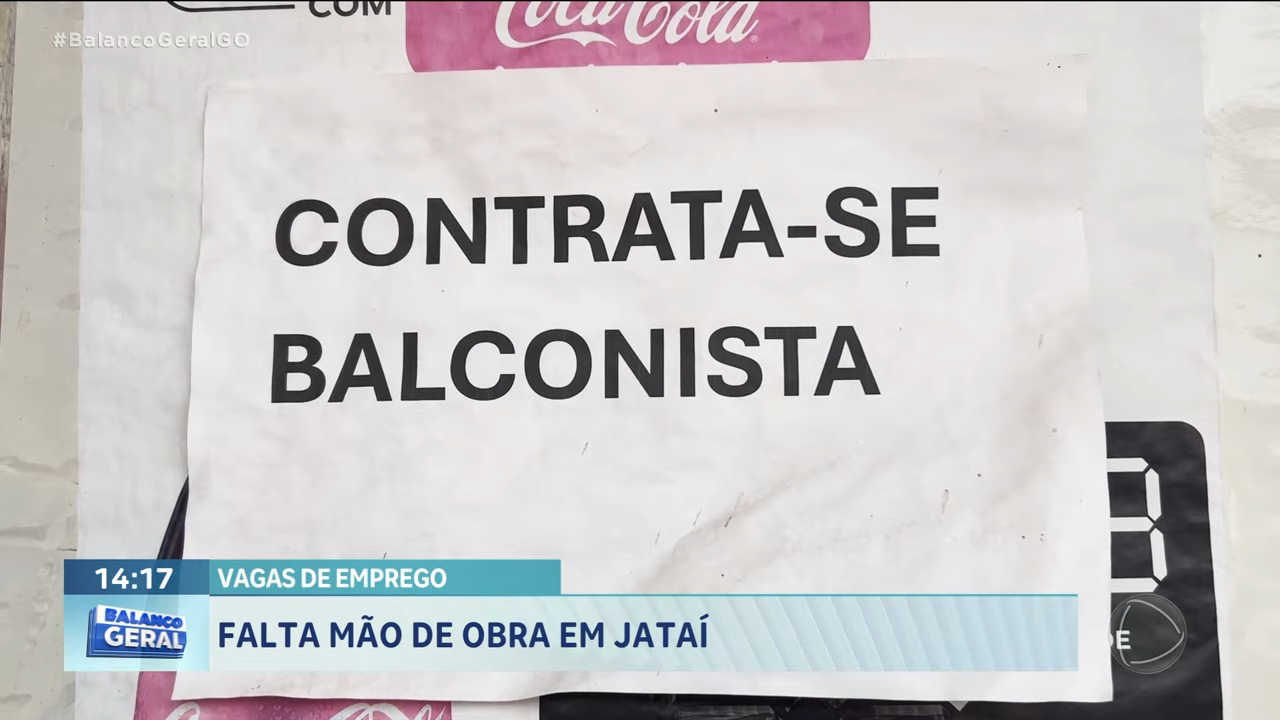 COM
Coca-Cola
#BalancoGeralGO
CONTRATA-SE
BALCONISTA
14:17
VAGAS DE EMPREGO
BALANCO
GERAL
FALTA MÃO DE OBRA EM JATAÍ